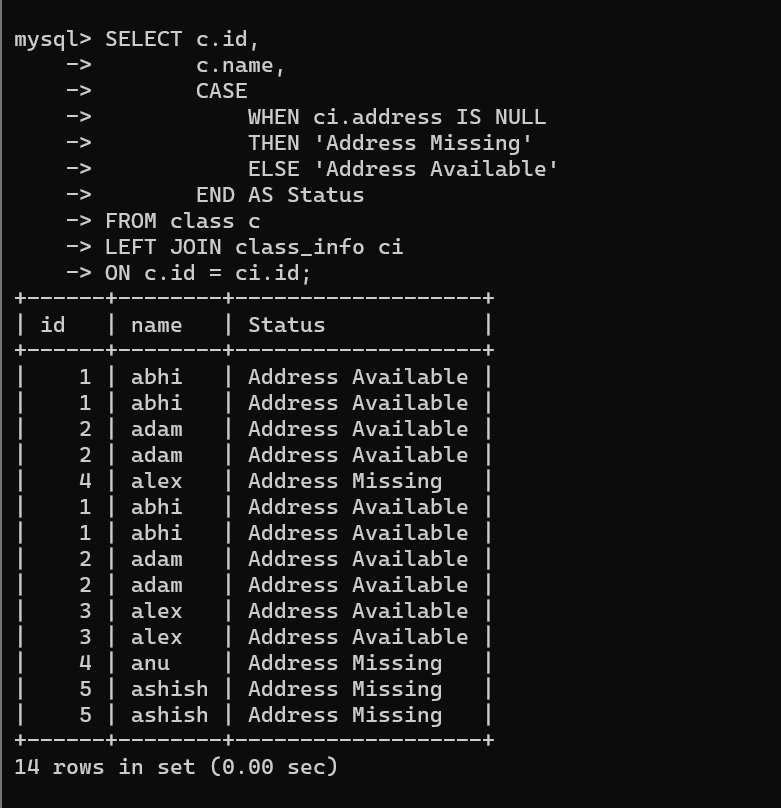 mysql> SELECT c.id,
    ->        c.name,
    ->        CASE
    ->            WHEN ci.address IS NULL
    ->            THEN 'Address Missing'
    ->            ELSE 'Address Available'
    ->        END AS Status
    -> FROM class c
    -> LEFT JOIN class_info ci
    -> ON c.id = ci.id;
+------+--------+-------------------+
| id   | name   | Status            |
+------+--------+-------------------+
|    1 | abhi   | Address Available |
|    1 | abhi   | Address Available |
|    2 | adam   | Address Available |
|    2 | adam   | Address Available |
|    4 | alex   | Address Missing   |
|    1 | abhi   | Address Available |
|    1 | abhi   | Address Available |
|    2 | adam   | Address Available |
|    2 | adam   | Address Available |
|    3 | alex   | Address Available |
|    3 | alex   | Address Available |
|    4 | anu    | Address Missing   |
|    5 | ashish | Address Missing   |
|    5 | ashish | Address Missing   |
+------+--------+-------------------+
14 rows in set (0.00 sec)